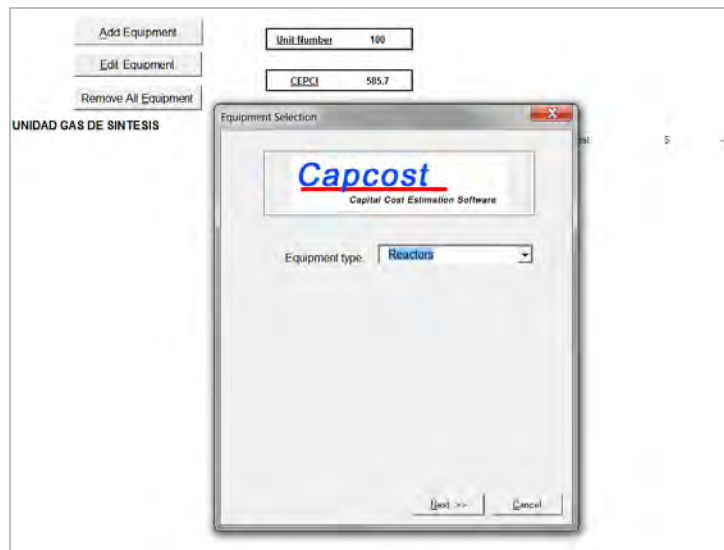 Add Equipment
Unit Number 100
Edit Equipment
CEPCI 585.7
Remove All Equipment
UNIDAD GAS DE SINTESIS
Equipment Selection
Capcost
Capital Cost Estimation Software
Equipment type
Reactors
Next >>
Cancel